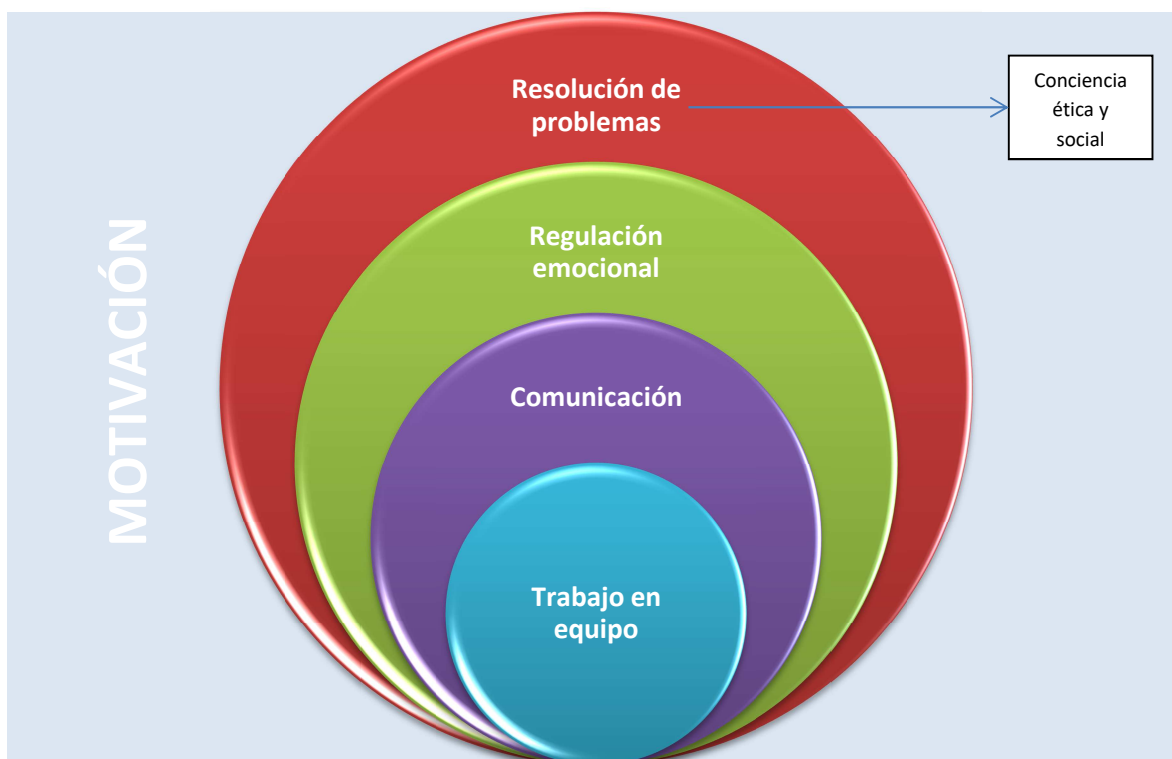 Resolución de
problemas
Conciencia
ética y
social
Regulación
emocional
MOTIVACIÓN
Comunicación
Trabajo en
equipo